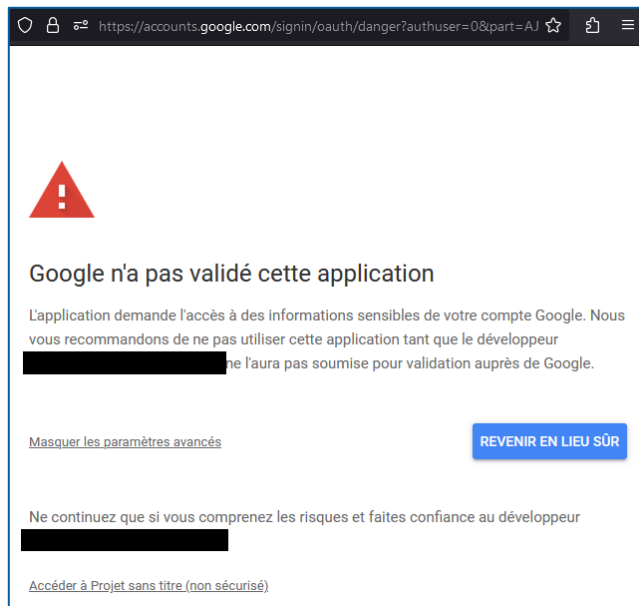 https://accounts.google.com/signin/oauth/danger?authuser=0&part=AJ
Google n'a pas validé cette application
L'application demande l'accès à des informations sensibles de votre compte Google. Nous
vous recommandons de ne pas utiliser cette application tant que le développeur
ne l'aura pas soumise pour validation auprès de Google.
Masquer les paramètres avancés
REVENIR EN LIEU SÛR
Ne continuez que si vous comprenez les risques et faites confiance au développeur
Accéder à Projet sans titre (non sécurisé)